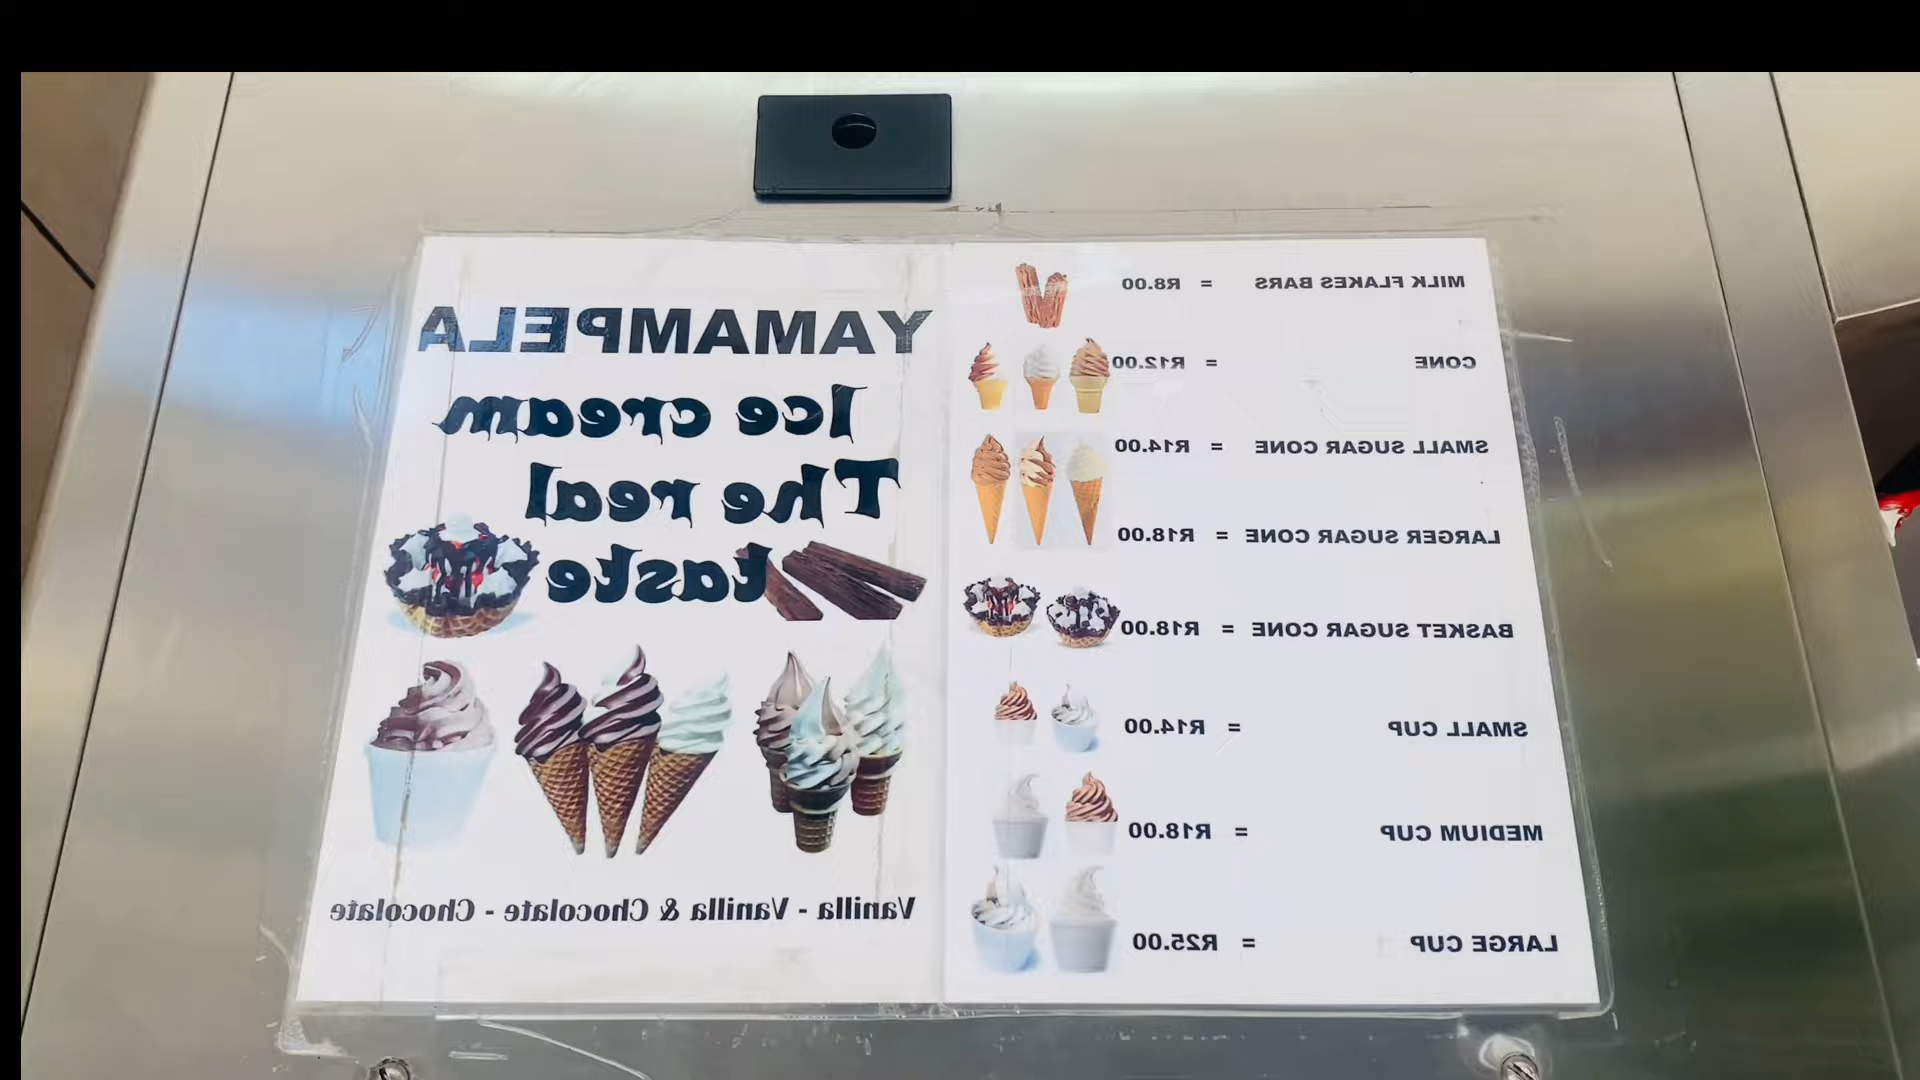 YAMAMPELA
Ice cream
The real
taste
Vanilla - Vanilla & Chocolate - Chocolate
MILK FLAKES BARS = R8.00
CONE = R12.00
SMALL SUGAR CONE = R14.00
LARGER SUGAR CONE = R18.00
BASKET SUGAR CONE = R18.00
SMALL CUP = R14.00
MEDIUM CUP = R18.00
LARGE CUP = R25.00